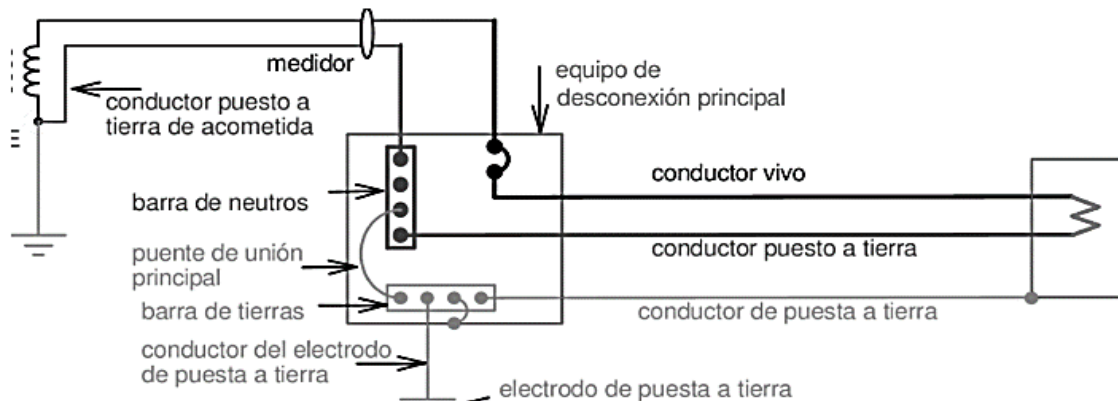 medidor
conductor puesto a
tierra de acometida
equipo de
desconexión principal
conductor vivo
barra de neutros
conductor puesto a tierra
puente de unión
principal
barra de tierras
conductor de puesta a tierra
conductor del electrodo
de puesta a tierra
electrodo de puesta a tierra